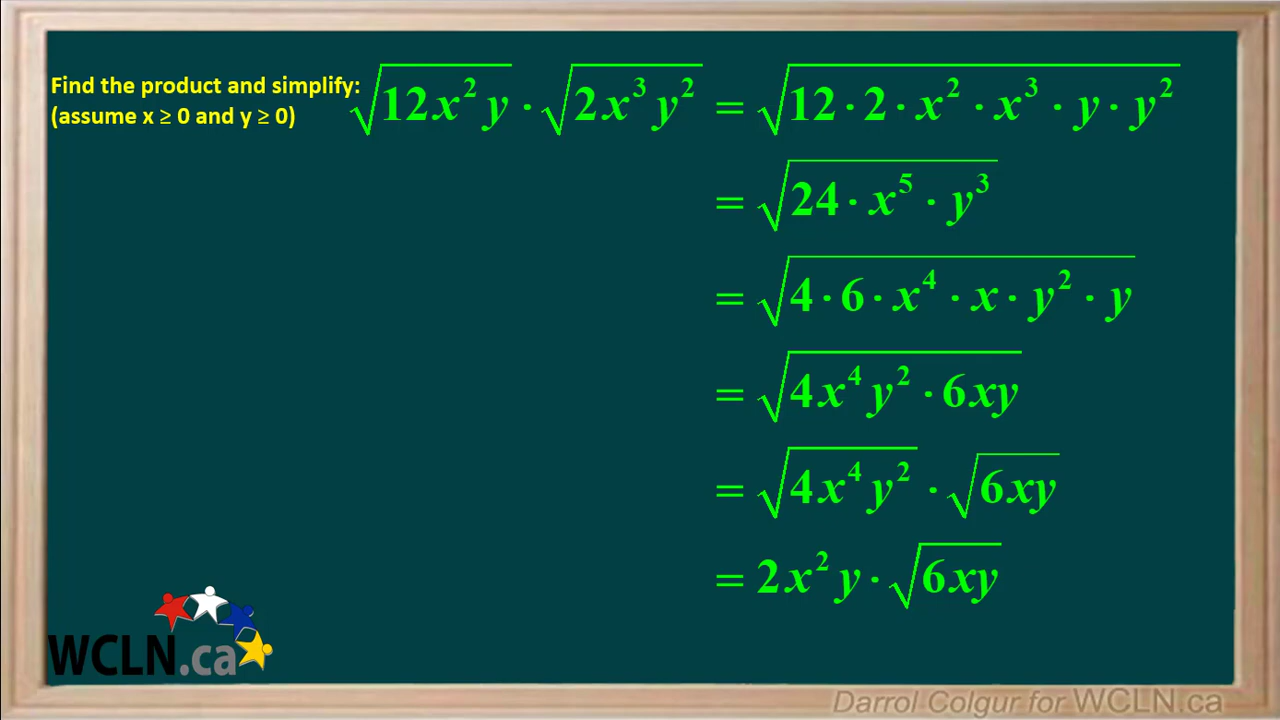 Find the product and simplify:
(assume x ≥ 0 and y ≥ 0)
√(12x²y) · √(2x³y²) = √(12 · 2 · x² · x³ · y · y²)
= √(24 · x⁵ · y³)
= √(4 · 6 · x⁴ · x · y² · y)
= √(4x⁴y² · 6xy)
= √(4x⁴y²) · √(6xy)
= 2x²y · √(6xy)
WCLN.ca
Darrol Colgur for WCLN.ca